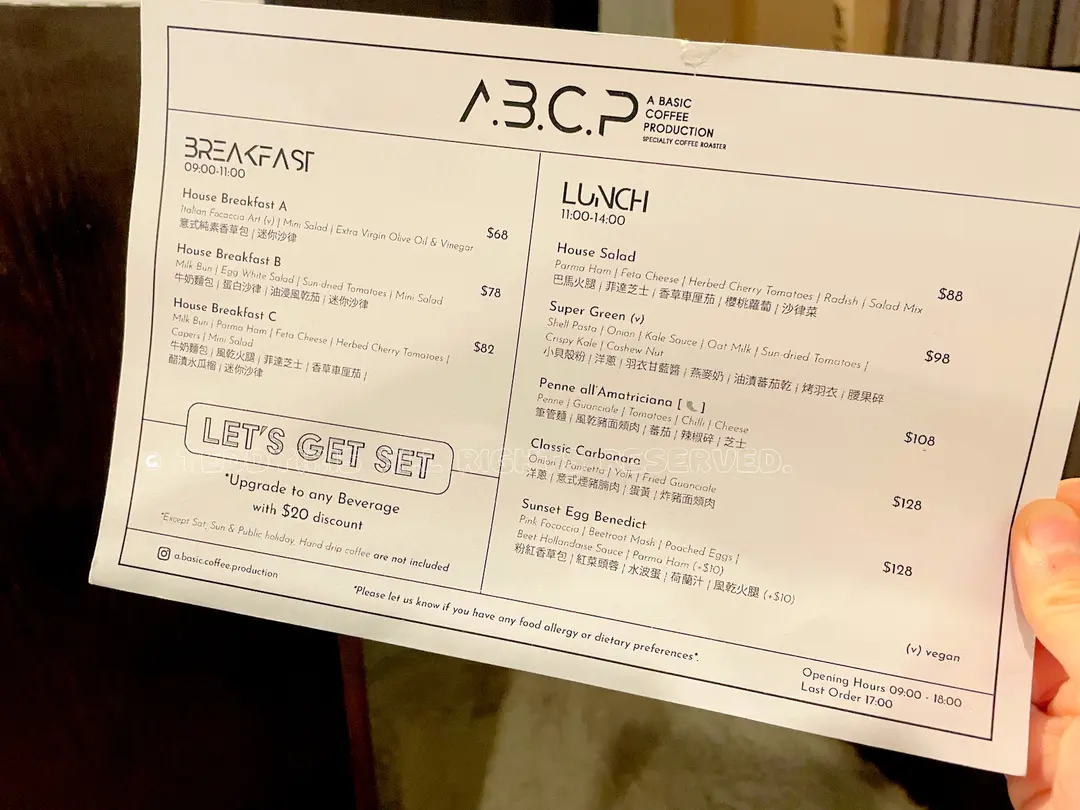 A.B.C.P
A BASIC
COFFEE
PRODUCTION
SPECIALTY COFFEE ROASTER
BREAKFAST
09:00-11:00
House Breakfast A
Italian Focaccia Art (v) | Mini Salad | Extra Virgin Olive Oil & Vinegar $68
意式純素香草包 | 迷你沙律
House Breakfast B
Milk Bun | Egg White Salad | Sun-dried Tomatoes | Mini Salad $78
牛奶麵包 | 蛋白沙律 | 油浸風乾茄 | 迷你沙律
House Breakfast C
Milk Bun | Parma Ham | Feta Cheese | Herbed Cherry Tomatoes | $82
Capers | Mini Salad
牛奶麵包 | 風乾火腿 | 菲達芝士 | 香草車厘茄 |
醋漬水瓜榴 | 迷你沙律
LET'S GET SET
*Upgrade to any Beverage
with $20 discount
*Except Sat, Sun & Public holiday, Hand drip coffee are not included
a.basic.coffee.production
LUNCH
11:00-14:00
House Salad
Parma Ham | Feta Cheese | Herbed Cherry Tomatoes | Radish | Salad Mix $88
巴馬火腿 | 菲達芝士 | 香草車厘茄 | 櫻桃蘿蔔 | 沙律菜
Super Green (v)
Shell Pasta | Onion | Kale Sauce | Oat Milk | Sun-dried Tomatoes | $98
Crispy Kale | Cashew Nut
小貝殼粉 | 洋蔥 | 羽衣甘藍醬 | 燕麥奶 | 油漬蕃茄乾 | 烤羽衣 | 腰果碎
Penne all'Amatriciana [ ]
Penne | Guanciale | Tomatoes | Chilli | Cheese $108
筆管麵 | 風乾豬面頰肉 | 蕃茄 | 辣椒碎 | 芝士
Classic Carbonara
Onion | Pancetta | Yolk | Fried Guanciale $128
洋蔥 | 意式煙豬腩肉 | 蛋黃 | 炸豬面頰肉
Sunset Egg Benedict
Pink Focaccia | Beetroot Mash | Poached Eggs | $128
Beet Hollandaise Sauce | Parma Ham (+$10)
粉紅香草包 | 紅菜頭蓉 | 水波蛋 | 荷蘭汁 | 風乾火腿 (+$10)
(v) vegan
*Please let us know if you have any food allergy or dietary preferences*.
Opening Hours 09:00 - 18:00
Last Order 17:00